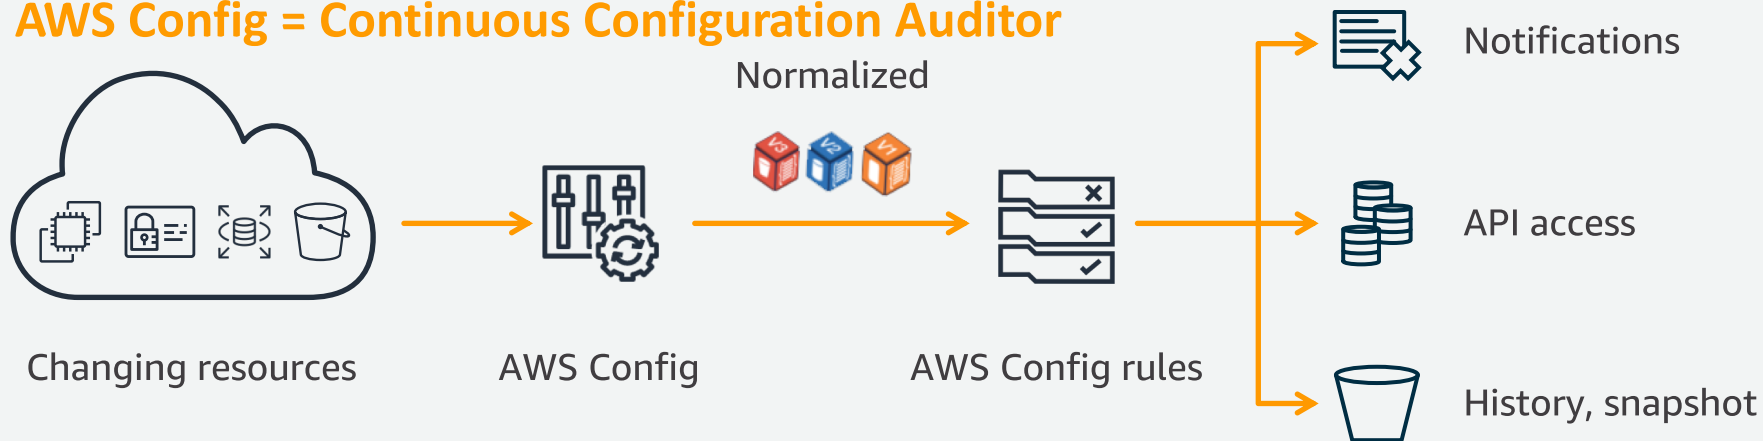 AWS Config = Continuous Configuration Auditor
Normalized
V3 V2 V1
Changing resources
AWS Config
AWS Config rules
Notifications
API access
History, snapshot